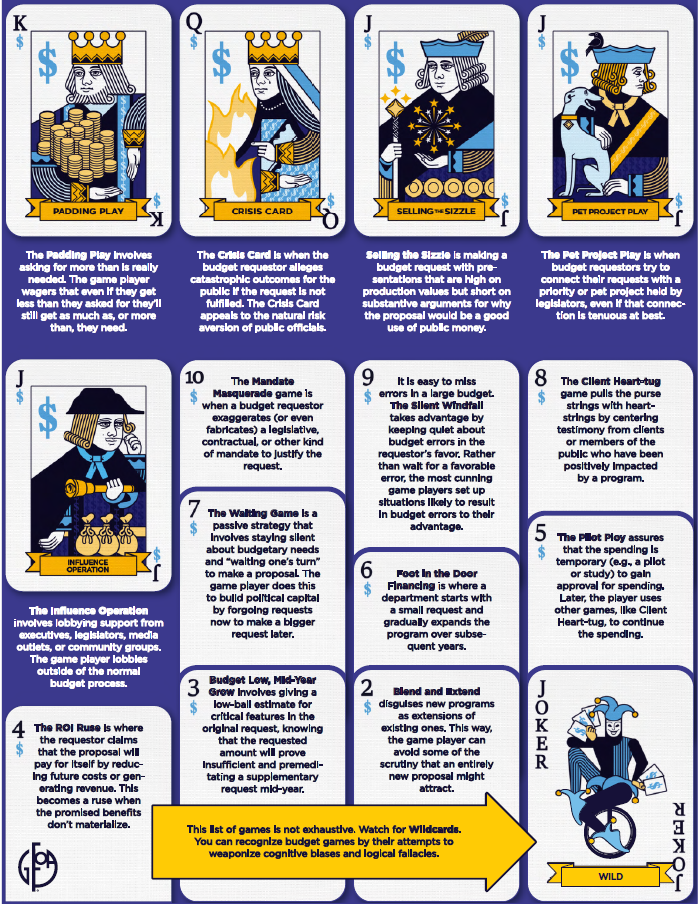 K
$
$
PADDING PLAY
$
K
Q
$
$
CRISIS CARD
$
Q
J
$
$
SELLING THE SIZZLE
$
J
J
$
$
PET PROJECT PLAY
$
J
The Padding Play involves
asking for more than is really
needed. The game player
wagers that even if they get
less than they asked for they'll
still get as much as, or more
than, they need.
The Crisis Card is when the
budget requestor alleges
catastrophic outcomes for the
public if the request is not
fulfilled. The Crisis Card
appeals to the natural risk
aversion of public officials.
Selling the Sizzle is making a
budget request with pre-
sentations that are high on
production values but short on
substantive arguments for why
the proposal would be a good
use of public money.
The Pet Project Play is when
budget requestors try to
connect their requests with a
priority or pet project held by
legislators, even if that connec-
tion is tenuous at best.
J
$
$
INFLUENCE
OPERATION
$
J
The Influence Operation
involves lobbying support from
executives, legislators, media
outlets, or community groups.
The game player lobbies
outside of the normal
budget process.
10
$
The Mandate
Masquerade game is
when a budget requestor
exaggerates (or even
fabricates) a legislative,
contractual, or other kind
of mandate to justify the
request.
9
$
It is easy to miss
errors in a large budget.
The Silent Windfall
takes advantage by
keeping quiet about
budget errors in the
requestor's favor. Rather
than wait for a favorable
error, the most cunning
game players set up
situations likely to result
in budget errors to their
advantage.
8
$
The Client Heart-tug
game pulls the purse
strings with heart-
strings by centering
testimony from clients
or members of the
public who have been
positively impacted
by a program.
7
$
The Waiting Game is a
passive strategy that
involves staying silent
about budgetary needs
and "waiting one's turn"
to make a proposal. The
game player does this
to build political capital
by forgoing requests
now to make a bigger
request later.
6
$
Foot in the Door
Financing is where a
department starts with
a small request and
gradually expands the
program over subse-
quent years.
5
$
The Pilot Ploy assures
that the spending is
temporary (e.g., a pilot
or study) to gain
approval for spending.
Later, the player uses
other games, like Client
Heart-tug, to continue
the spending.
4
$
The ROI Ruse is where
the requestor claims
that the proposal will
pay for itself by reduc-
ing future costs or gen-
erating revenue. This
becomes a ruse when
the promised benefits
don't materialize.
GFOA
3
$
Budget Low, Mid-Year
Grow involves giving a
low-ball estimate for
critical features in the
original request, knowing
that the requested
amount will prove
insufficient and premedi-
tating a supplementary
request mid-year.
2
$
Blend and Extend
disguises new programs
as extensions of
existing ones. This way,
the game player can
avoid some of the
scrutiny that an entirely
new proposal might
attract.
JOKER
$
$
$
$
WILD
JOKER
This list of games is not exhaustive. Watch for Wildcards.
You can recognize budget games by their attempts to
weaponize cognitive biases and logical fallacies.